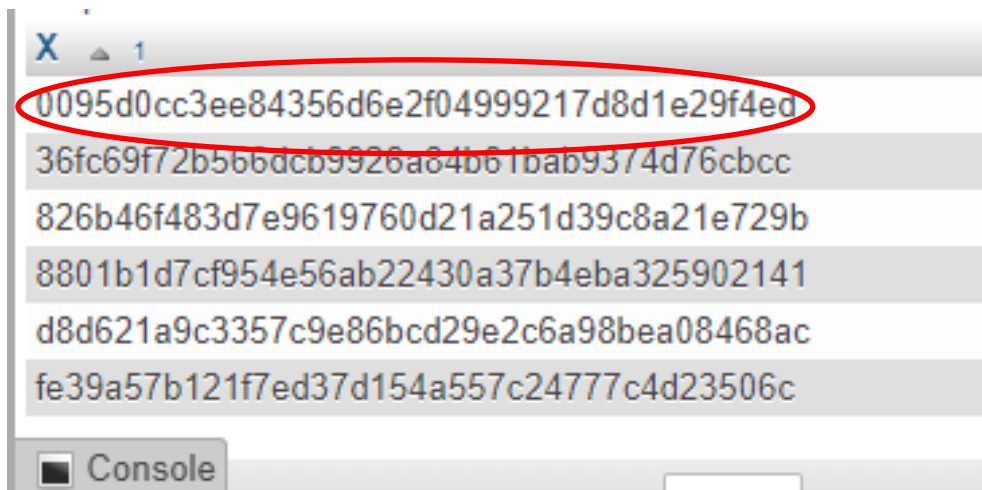 X 1
0095d0cc3ee84356d6e2f04999217d8d1e29f4ed
36fc69f72b566dcb9926a84b61bab9374d76cbcc
826b46f483d7e9619760d21a251d39c8a21e729b
8801b1d7cf954e56ab22430a37b4eba325902141
d8d621a9c3357c9e86bcd29e2c6a98bea08468ac
fe39a57b121f7ed37d154a557c24777c4d23506c
Console